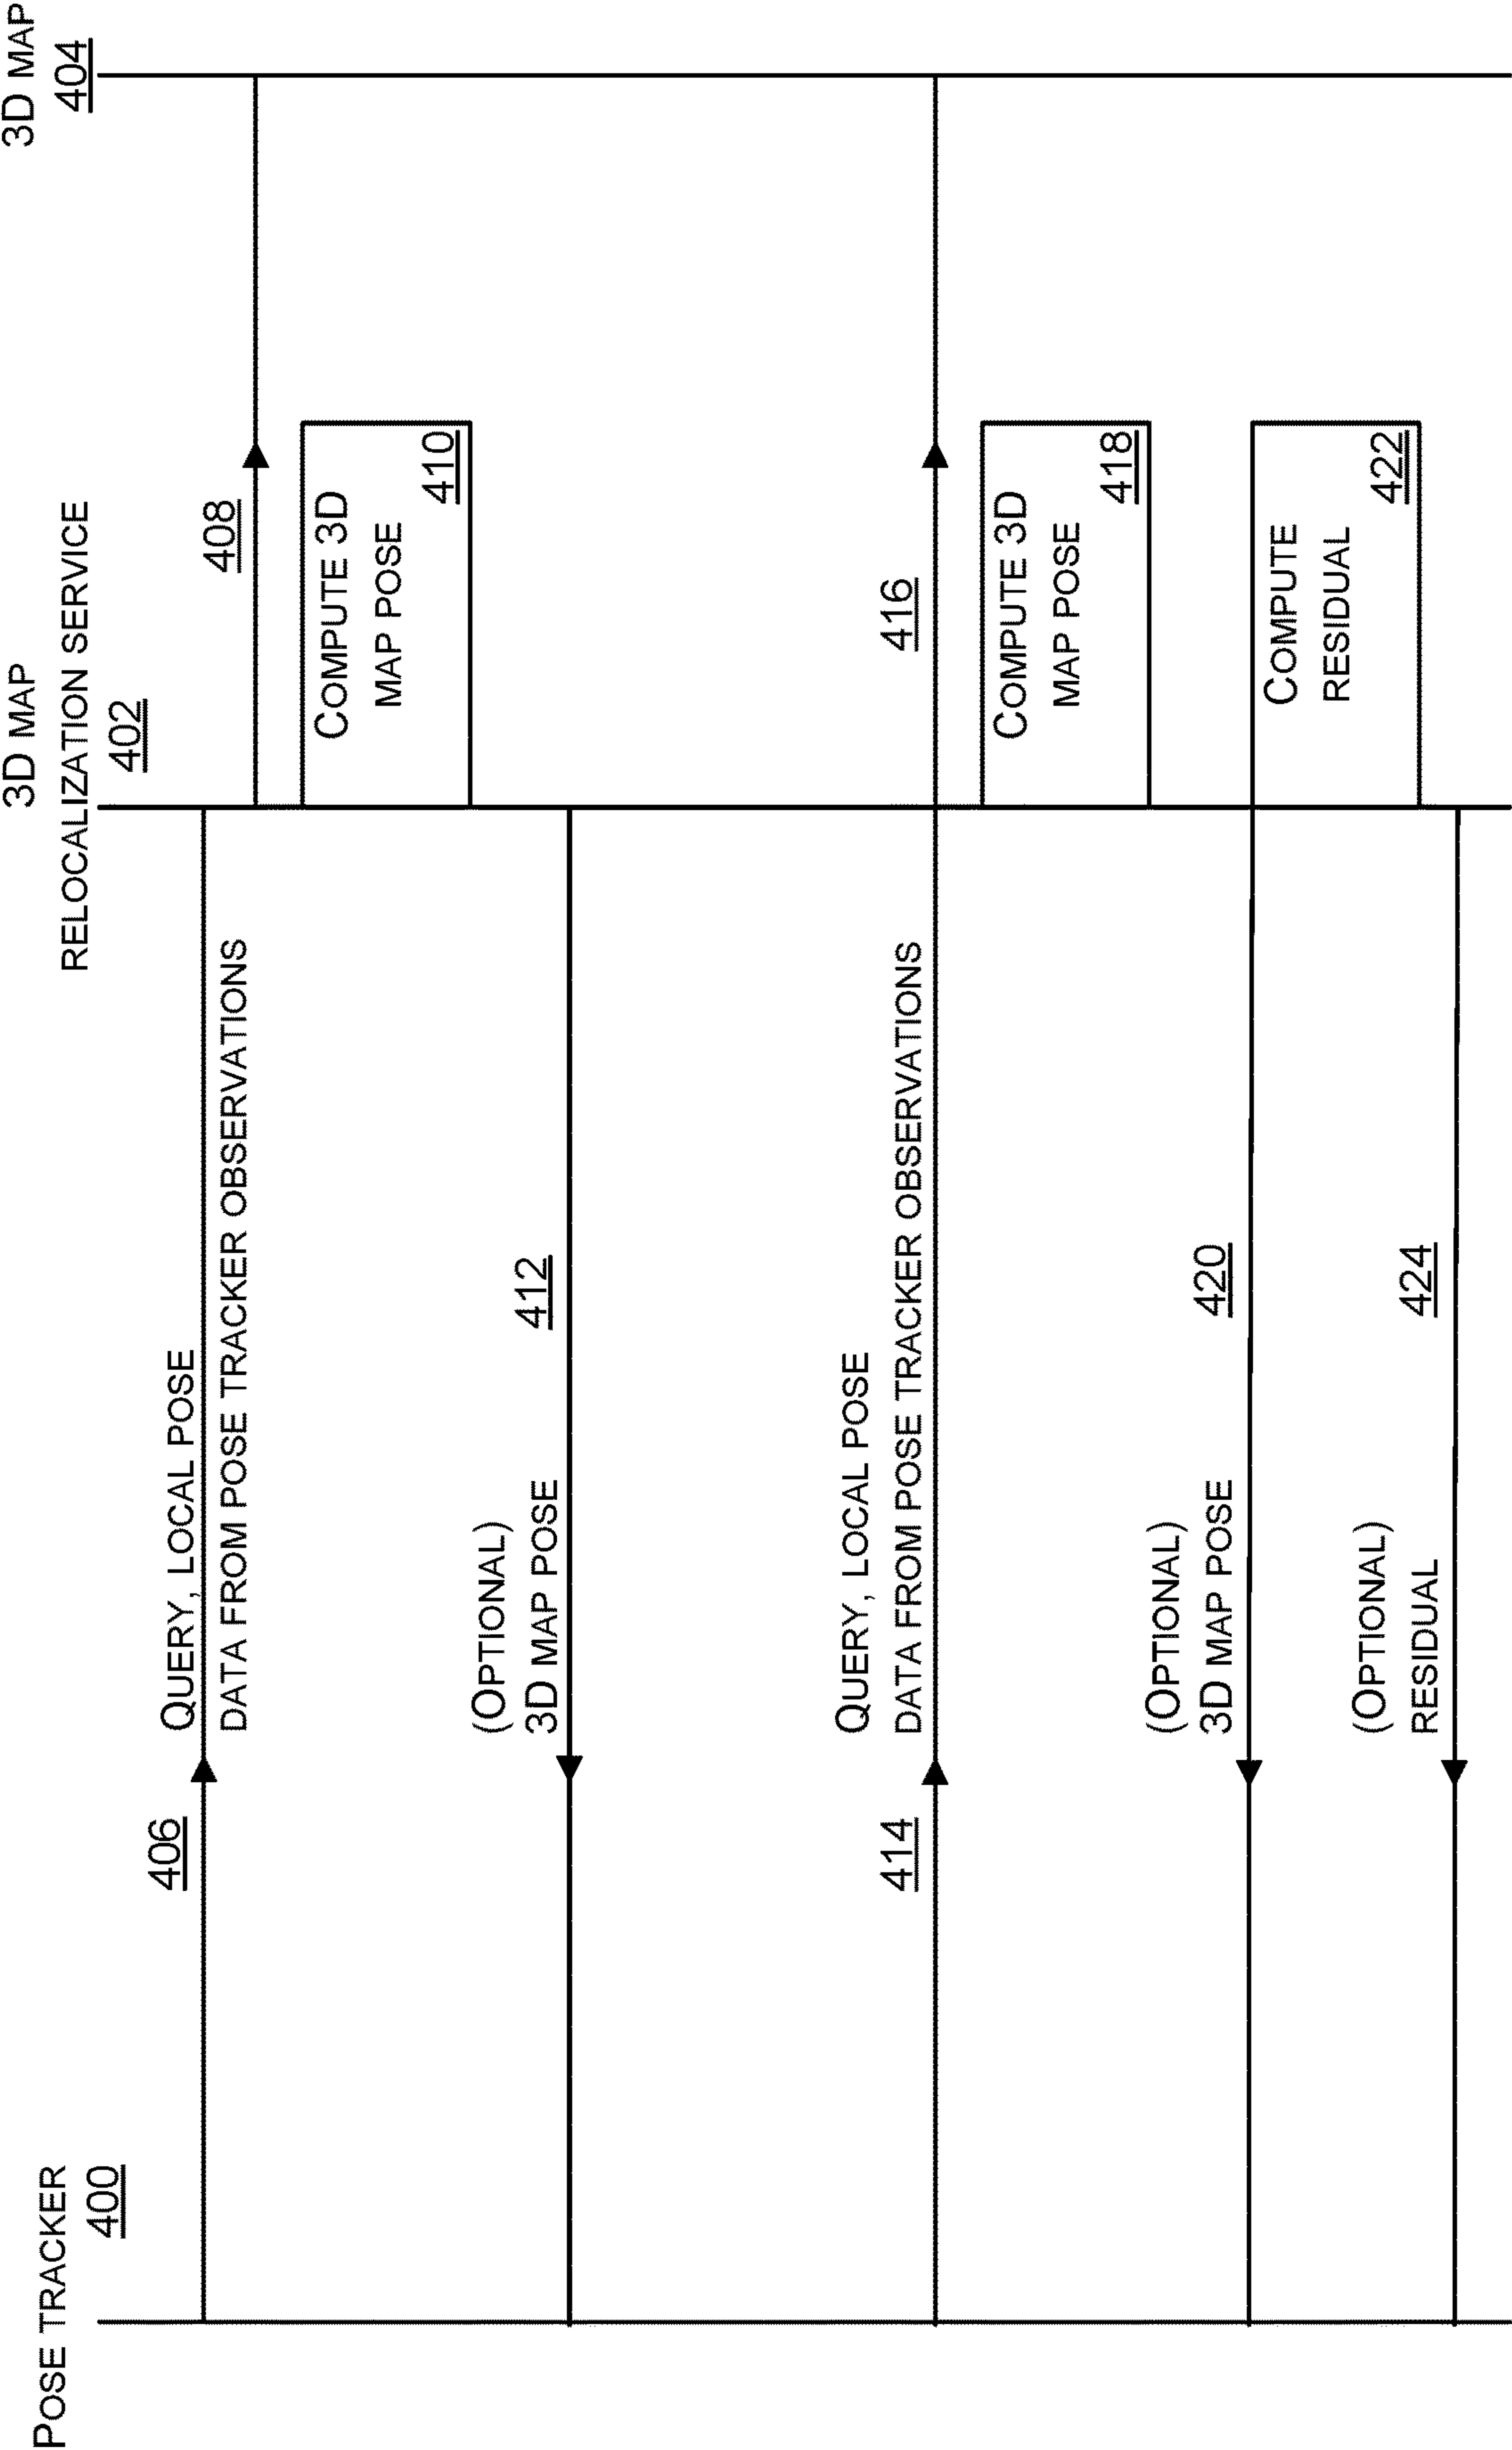 POSE TRACKER
400
3D MAP
RELOCALIZATION SERVICE
402
3D MAP
404
406
QUERY, LOCAL POSE
DATA FROM POSE TRACKER OBSERVATIONS
408
COMPUTE 3D
MAP POSE
410
(OPTIONAL)
3D MAP POSE
412
414
QUERY, LOCAL POSE
DATA FROM POSE TRACKER OBSERVATIONS
416
COMPUTE 3D
MAP POSE
418
(OPTIONAL)
3D MAP POSE
420
COMPUTE
RESIDUAL
422
(OPTIONAL)
RESIDUAL
424